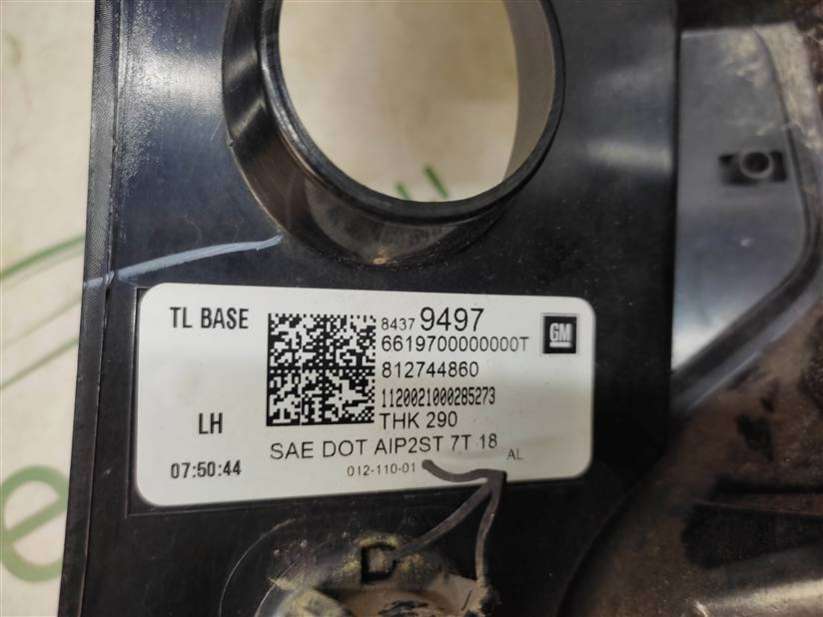 TL BASE
8437 9497
GM
6619700000000T
812744860
1120021000285273
LH
THK 290
SAE DOT AIP2ST 7T 18
AL
07:50:44
012-110-01
D